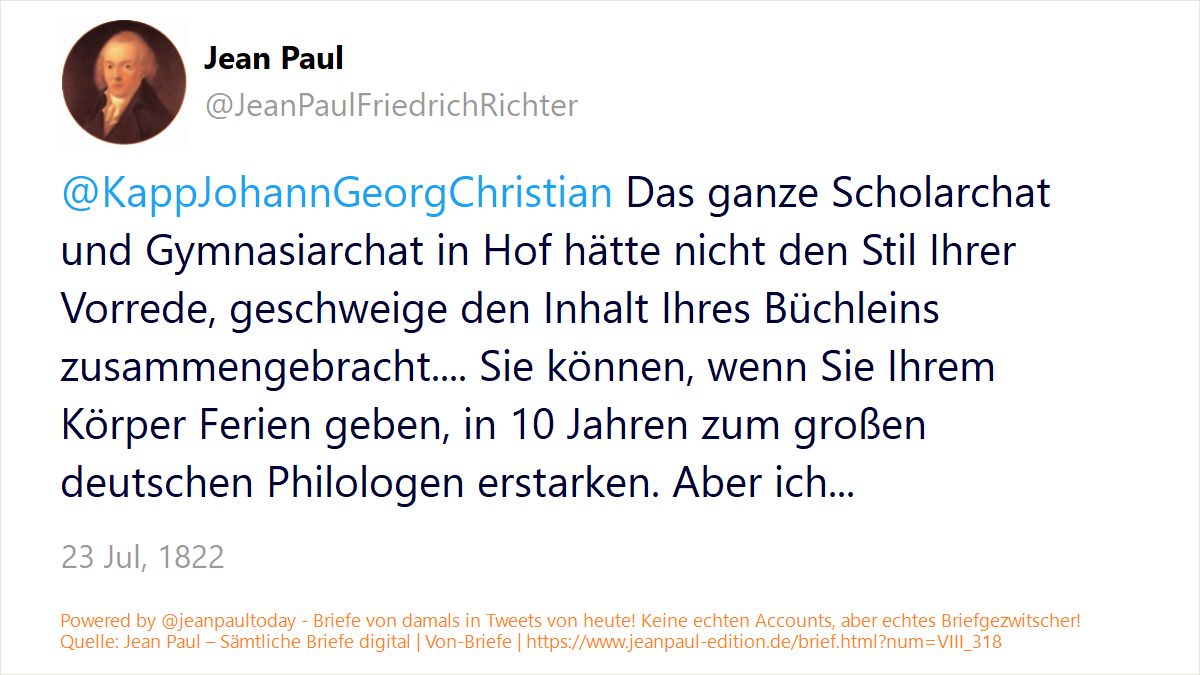 Jean Paul
@JeanPaulFriedrichRichter
@KappJohannGeorgChristian Das ganze Scholarchat
und Gymnasiarchat in Hof hätte nicht den Stil Ihrer
Vorrede, geschweige den Inhalt Ihres Büchleins
zusammengebracht.... Sie können, wenn Sie Ihrem
Körper Ferien geben, in 10 Jahren zum großen
deutschen Philologen erstarken. Aber ich...
23 Jul, 1822
Powered by @jeanpaultoday - Briefe von damals in Tweets von heute! Keine echten Accounts, aber echtes Briefgezwitscher!
Quelle: Jean Paul – Sämtliche Briefe digital | Von-Briefe | https://www.jeanpaul-edition.de/brief.html?num=VIII_318